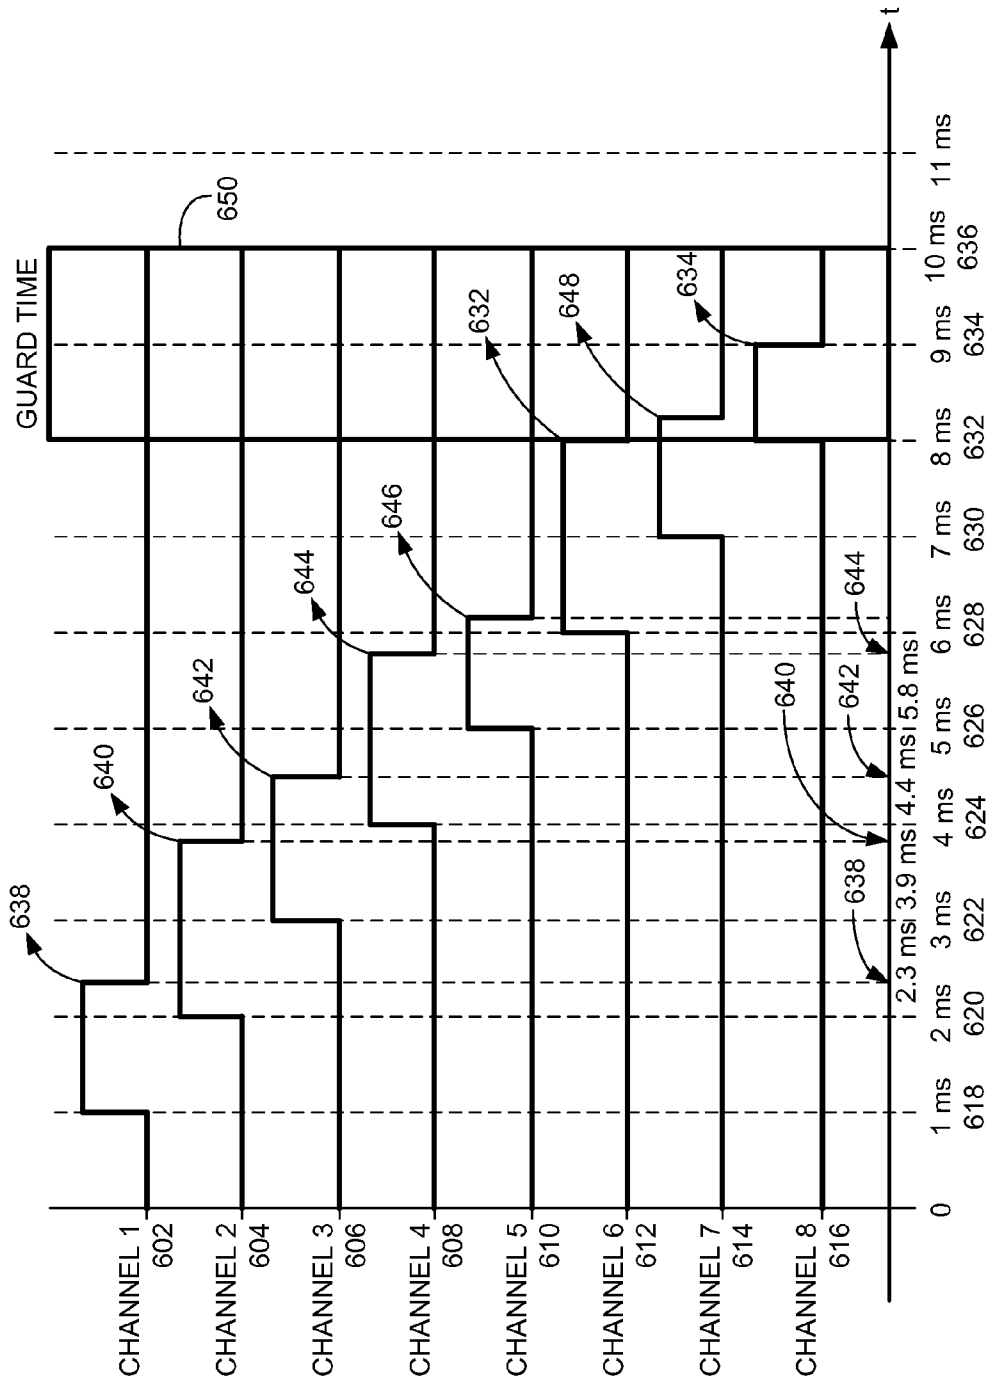 GUARD TIME
650
638
640
642
644
646
632
648
634
CHANNEL 1
602
CHANNEL 2
604
CHANNEL 3
606
CHANNEL 4
608
CHANNEL 5
610
CHANNEL 6
612
CHANNEL 7
614
CHANNEL 8
616
638
640
642
644
2.3 ms
3.9 ms
4.4 ms
5.8 ms
t
0
1 ms
618
2 ms
620
3 ms
622
4 ms
624
5 ms
626
6 ms
628
7 ms
630
8 ms
632
9 ms
634
10 ms
636
11 ms